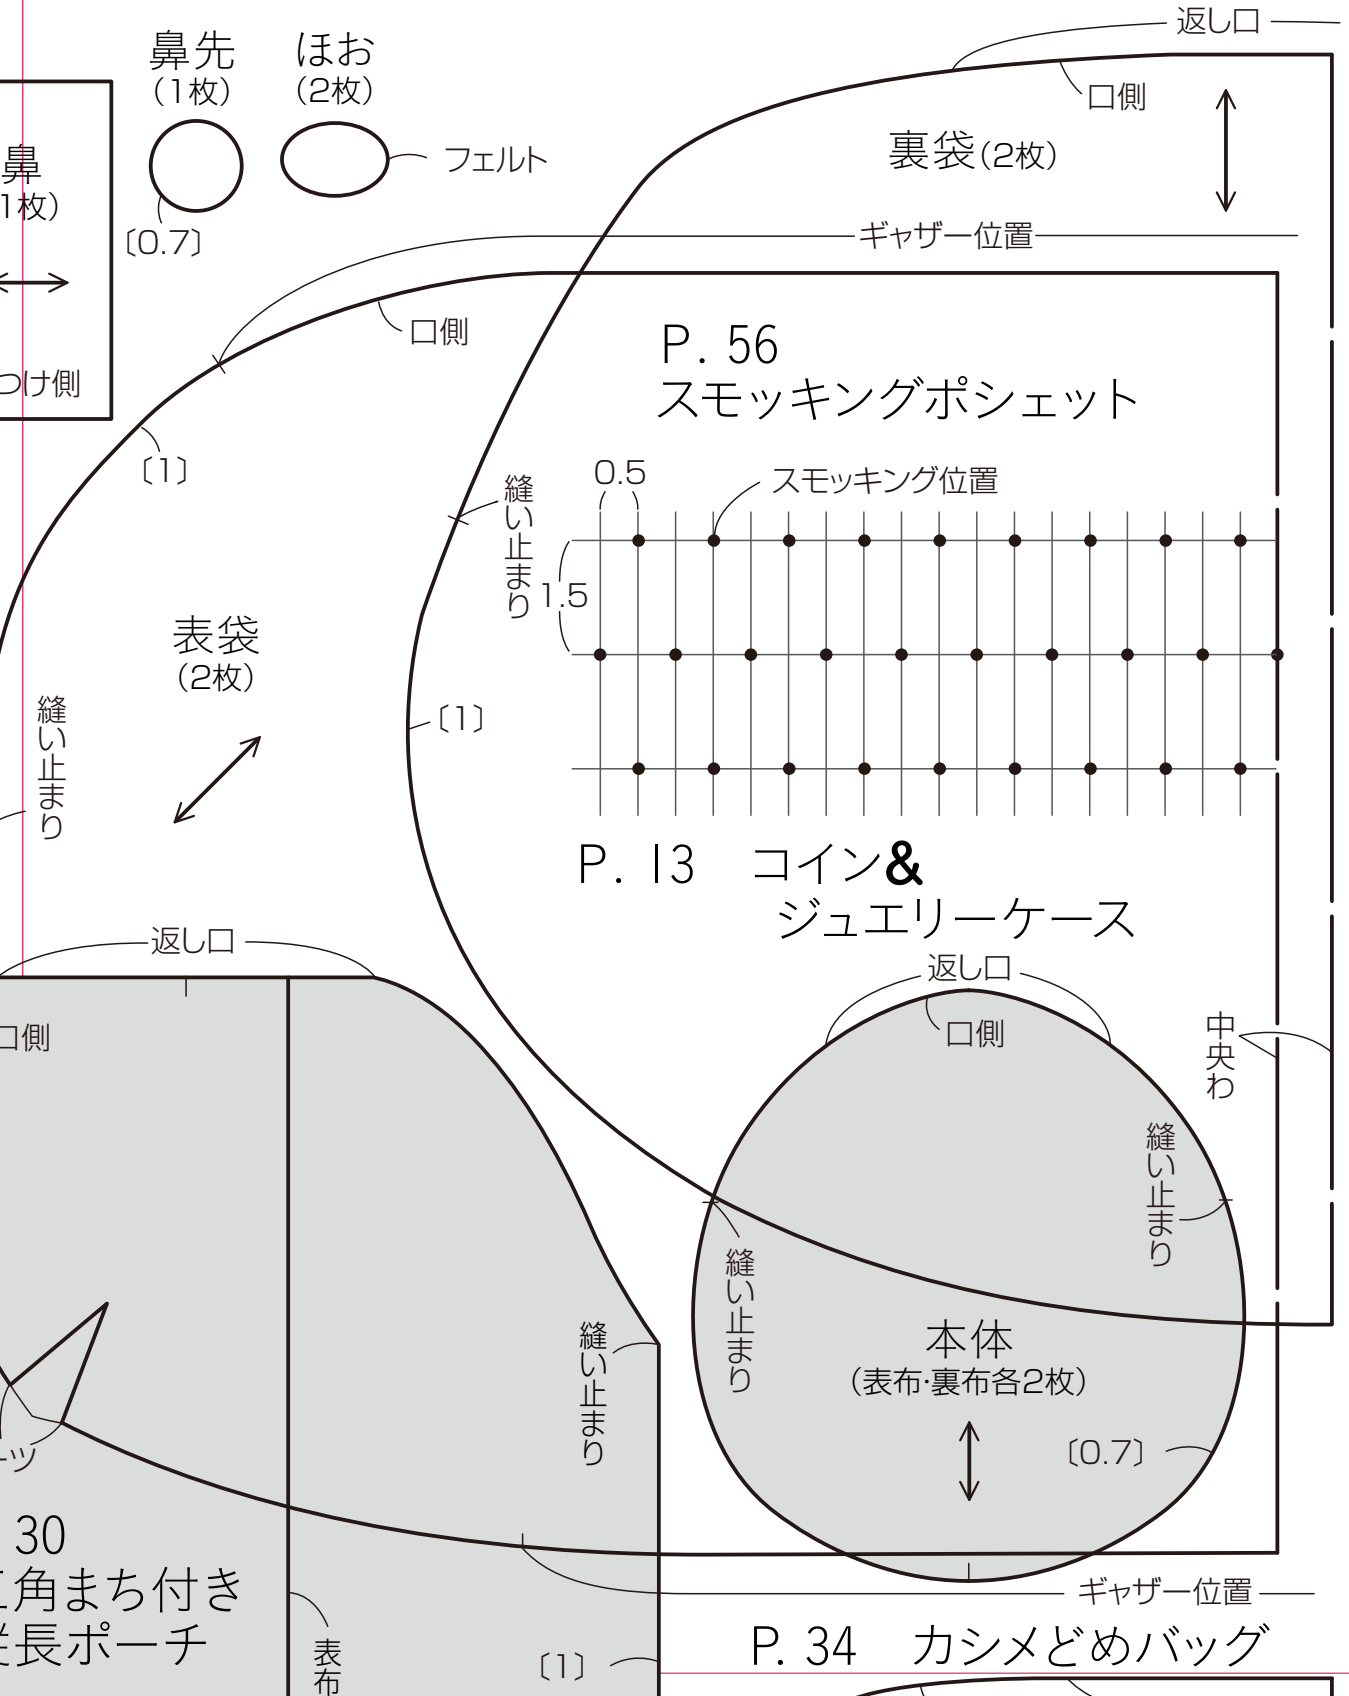 返し口
鼻先
(1枚)
ほお
(2枚)
口側
フェルト
裏袋(2枚)
鼻
1枚)
〔0.7〕
ギャザー位置
口側
P. 56
スモッキングポシェット
つけ側
〔1〕
0.5
スモッキング位置
縫い止まり
1.5
表袋
(2枚)
〔1〕
縫い止まり
P. 13 コイン&
ジュエリーケース
返し口
返し口
口側
口側
中央わ
縫い止まり
縫い止まり
縫い止まり
本体
(表布・裏布各2枚)
〔0.7〕
ーツ
30
角まち付き
長ポーチ
ギャザー位置
表布
〔1〕
P. 34 カシメどめバッグ